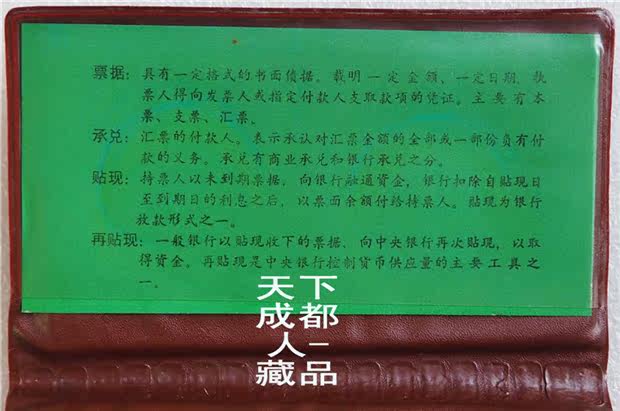 票据：具有一定格式的书面债据。载明一定金额、一定日期，执
票人得向发票人或指定付款人支取款项的凭证。主要有本
票、支票、汇票。
承兑：汇票的付款人。表示承认对汇票金额的全部或一部份负有付
款的义务。承兑有商业承兑和银行承兑之分。
贴现：持票人以未到期票据，向银行融通资金，银行扣除自贴现日
至到期日的利息之后，以票面余额付给持票人。贴现为银行
放款形式之一。
再贴现：一般银行以贴现收下的票据，向中央银行再次贴现，以取
得资金。再贴现是中央银行控制货币供应量的主要工具之
一。
天下
成都
人—
藏品